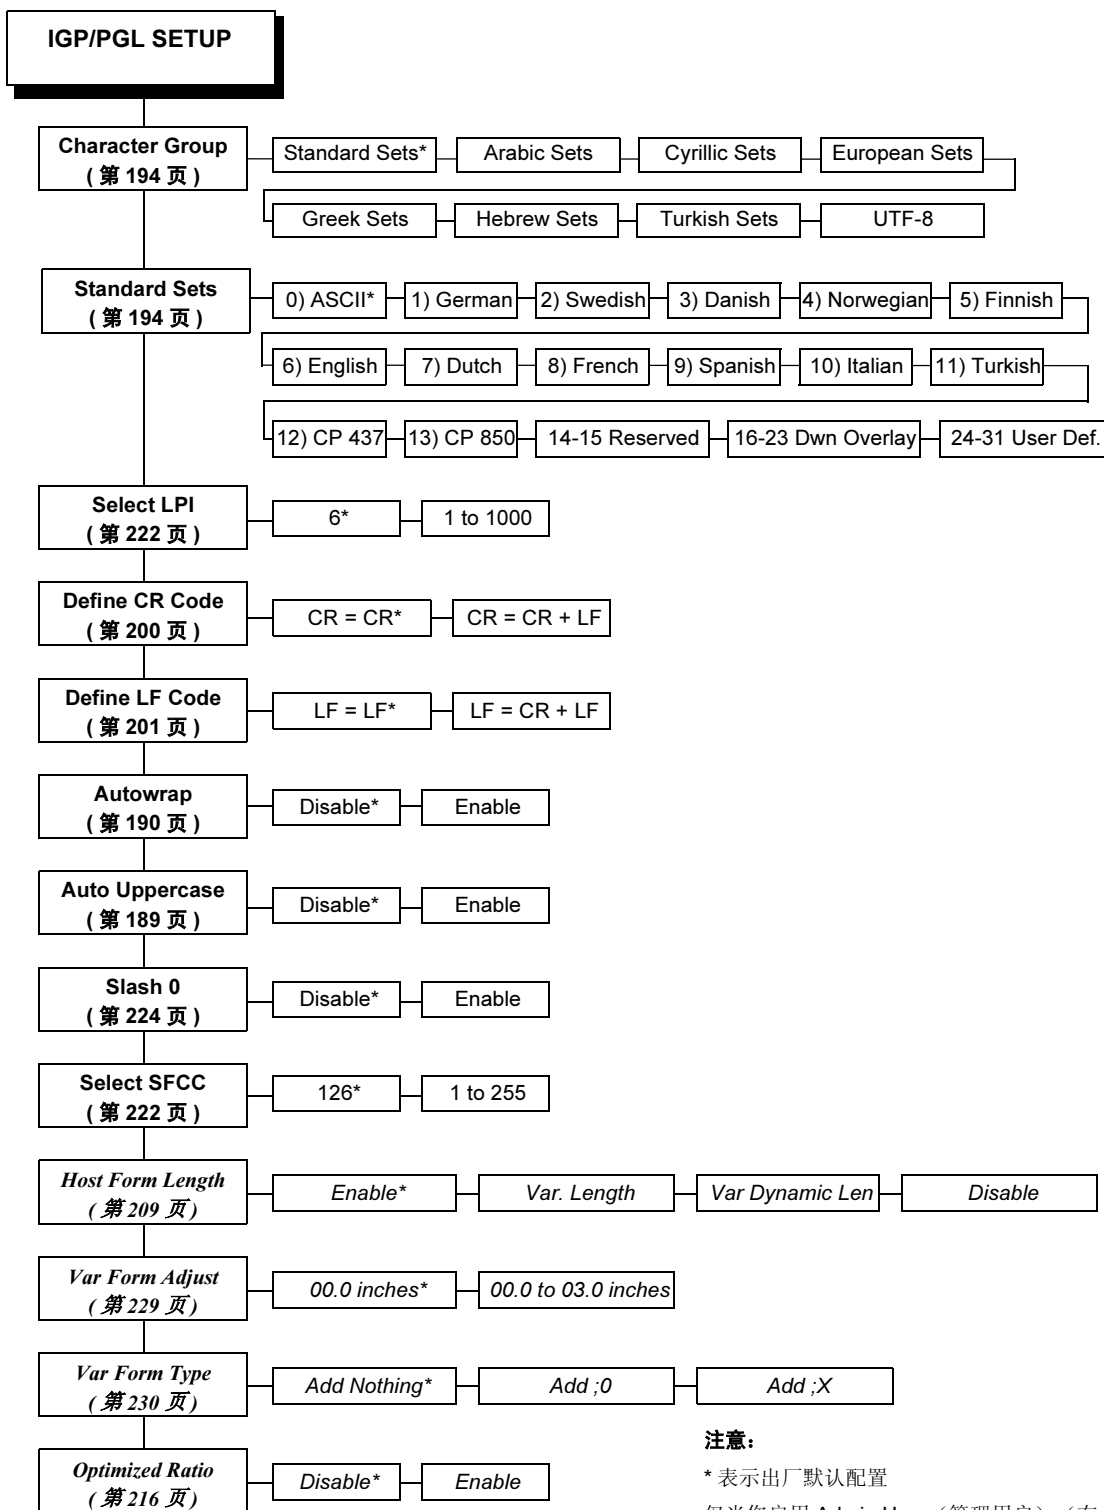 IGP/PGL SETUP
Character Group
( 第 194 页 )
Standard Sets*
Arabic Sets
Cyrillic Sets
European Sets
Greek Sets
Hebrew Sets
Turkish Sets
UTF-8
Standard Sets
( 第 194 页 )
0) ASCII*
1) German
2) Swedish
3) Danish
4) Norwegian
5) Finnish
6) English
7) Dutch
8) French
9) Spanish
10) Italian
11) Turkish
12) CP 437
13) CP 850
14-15 Reserved
16-23 Dwn Overlay
24-31 User Def.
Select LPI
( 第 222 页 )
6*
1 to 1000
Define CR Code
( 第 200 页 )
CR = CR*
CR = CR + LF
Define LF Code
( 第 201 页 )
LF = LF*
LF = CR + LF
Autowrap
( 第 190 页 )
Disable*
Enable
Auto Uppercase
( 第 189 页 )
Disable*
Enable
Slash 0
( 第 224 页 )
Disable*
Enable
Select SFCC
( 第 222 页 )
126*
1 to 255
Host Form Length
( 第 209 页 )
Enable*
Var. Length
Var Dynamic Len
Disable
Var Form Adjust
( 第 229 页 )
00.0 inches*
00.0 to 03.0 inches
Var Form Type
( 第 230 页 )
Add Nothing*
Add ;0
Add ;X
Optimized Ratio
( 第 216 页 )
Disable*
Enable
注意：
* 表示出厂默认配置